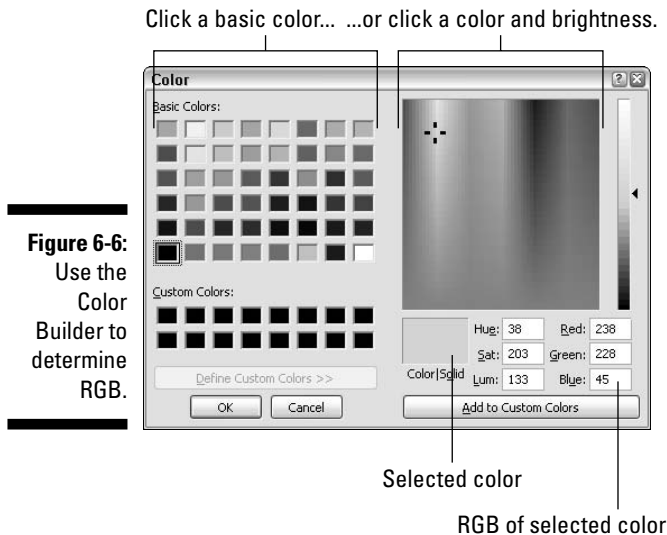 Click a basic color... ...or click a color and brightness.
Color
Basic Colors:
Custom Colors:
Define Custom Colors >>
OK Cancel
Color|Solid
Hue: 38 Red: 238
Sat: 203 Green: 228
Lum: 133 Blue: 45
Add to Custom Colors
Selected color
RGB of selected color
Figure 6-6:
Use the
Color
Builder to
determine
RGB.